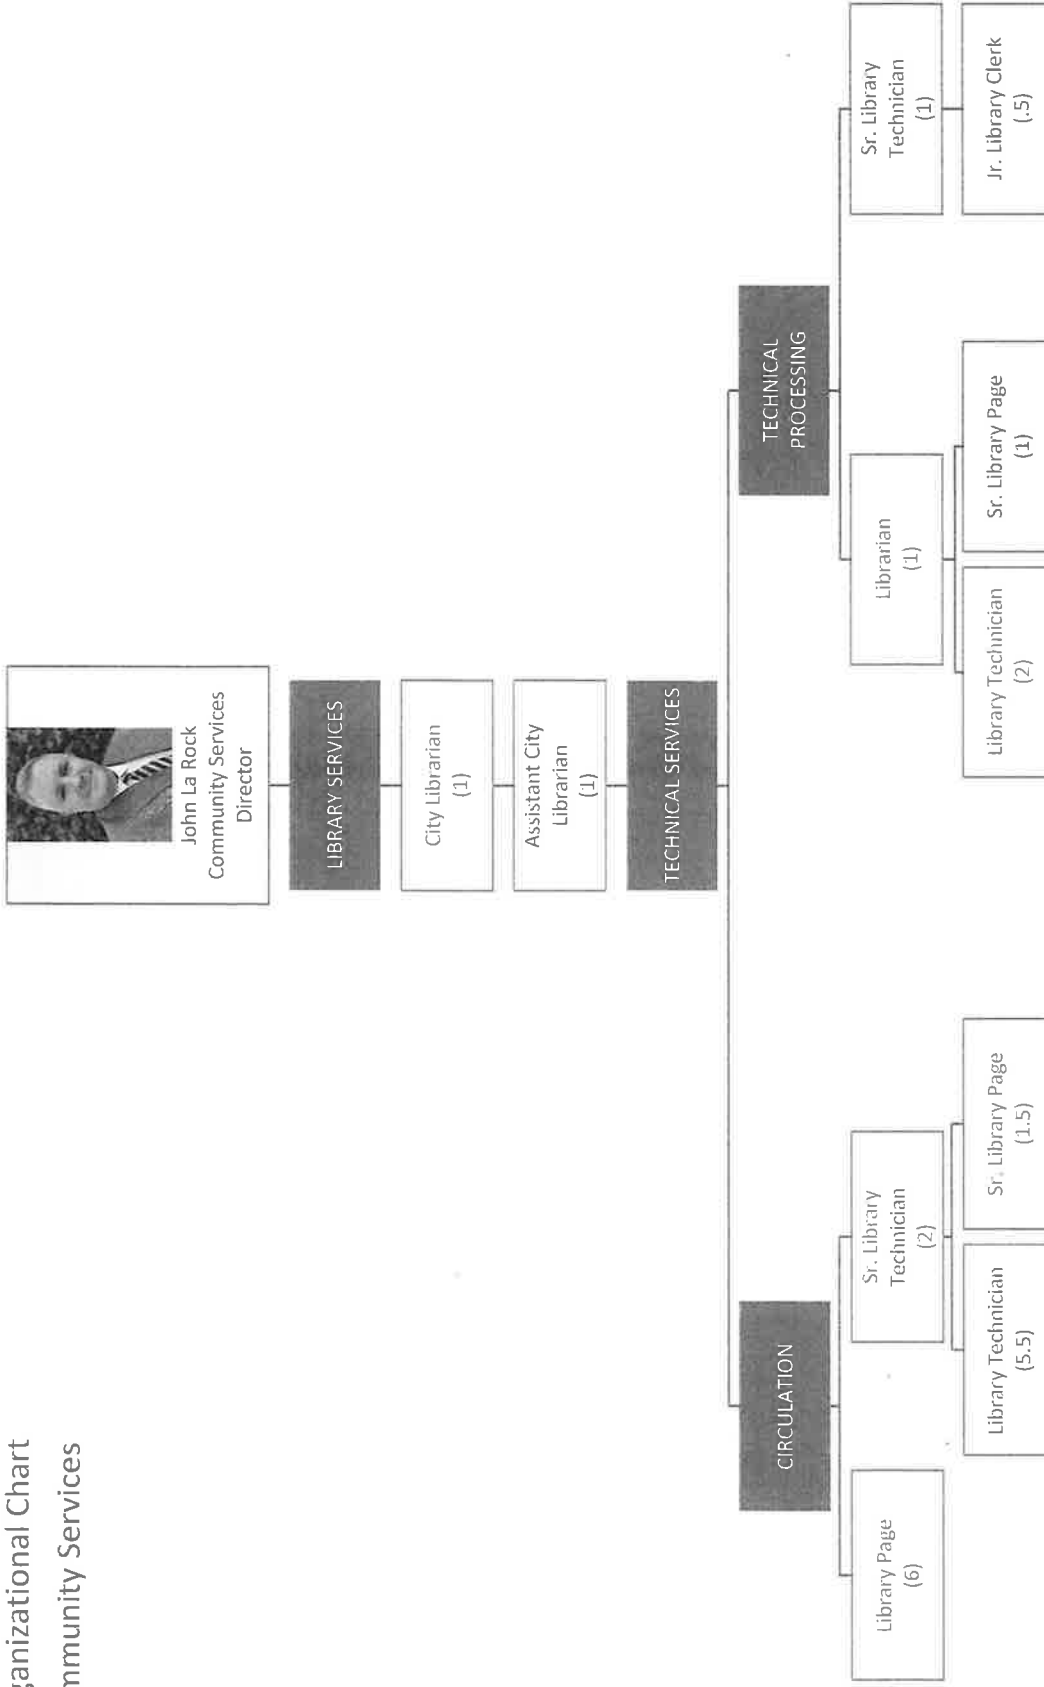 ganizational Chart
mmunity Services
John La Rock
Community Services
Director
LIBRARY SERVICES
City Librarian
(1)
Assistant City
Librarian
(1)
TECHNICAL SERVICES
CIRCULATION
TECHNICAL
PROCESSING
Library Page
(6)
Sr. Library
Technician
(2)
Librarian
(1)
Sr. Library
Technician
(1)
Library Technician
(5.5)
Sr. Library Page
(1.5)
Library Technician
(2)
Sr. Library Page
(1)
Jr. Library Clerk
(.5)